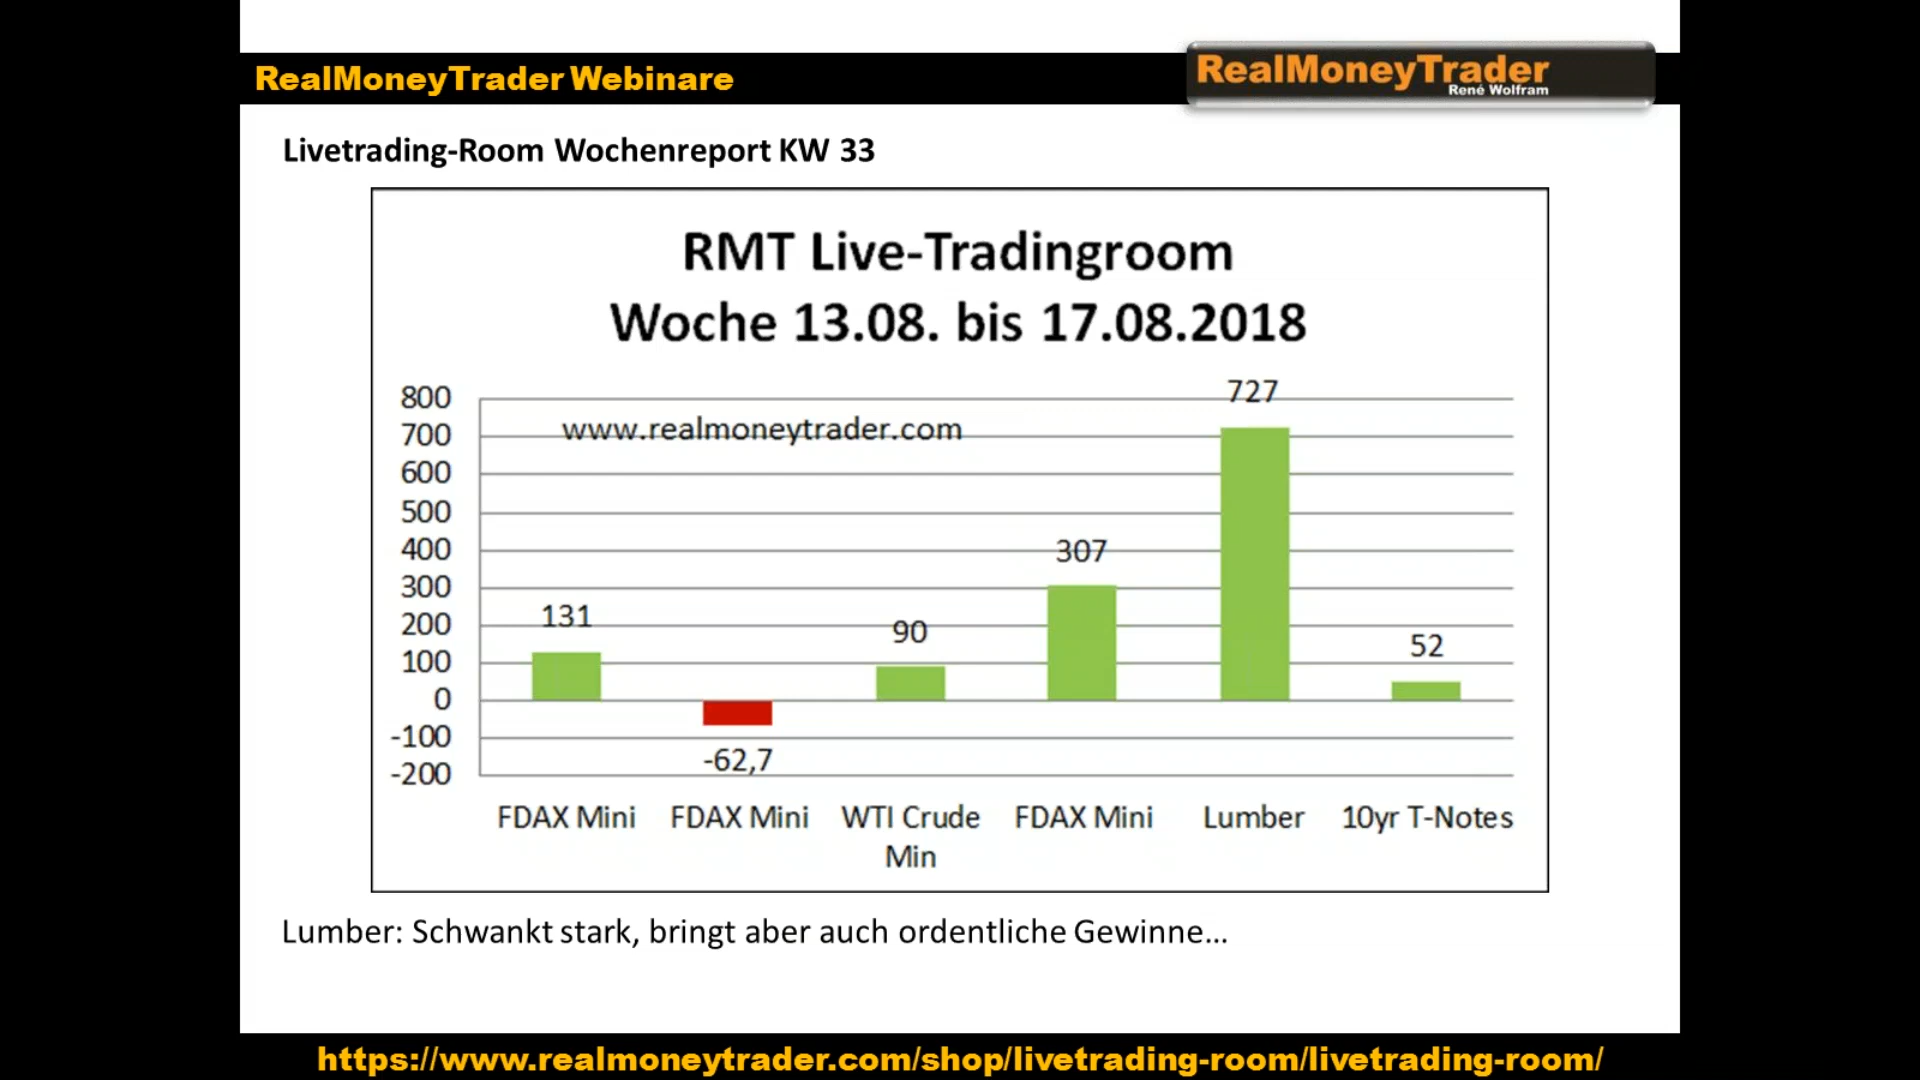 RealMoneyTrader Webinare
RealMoneyTrader
René Wolfram
Livetrading-Room Wochenreport KW 33
RMT Live-Tradingroom
Woche 13.08. bis 17.08.2018
800
700
600
500
400
300
200
100
0
-100
-200
www.realmoneytrader.com
131
-62,7
90
307
727
52
FDAX Mini
FDAX Mini
WTI Crude
Min
FDAX Mini
Lumber
10yr T-Notes
Lumber: Schwankt stark, bringt aber auch ordentliche Gewinne...
https://www.realmoneytrader.com/shop/livetrading-room/livetrading-room/